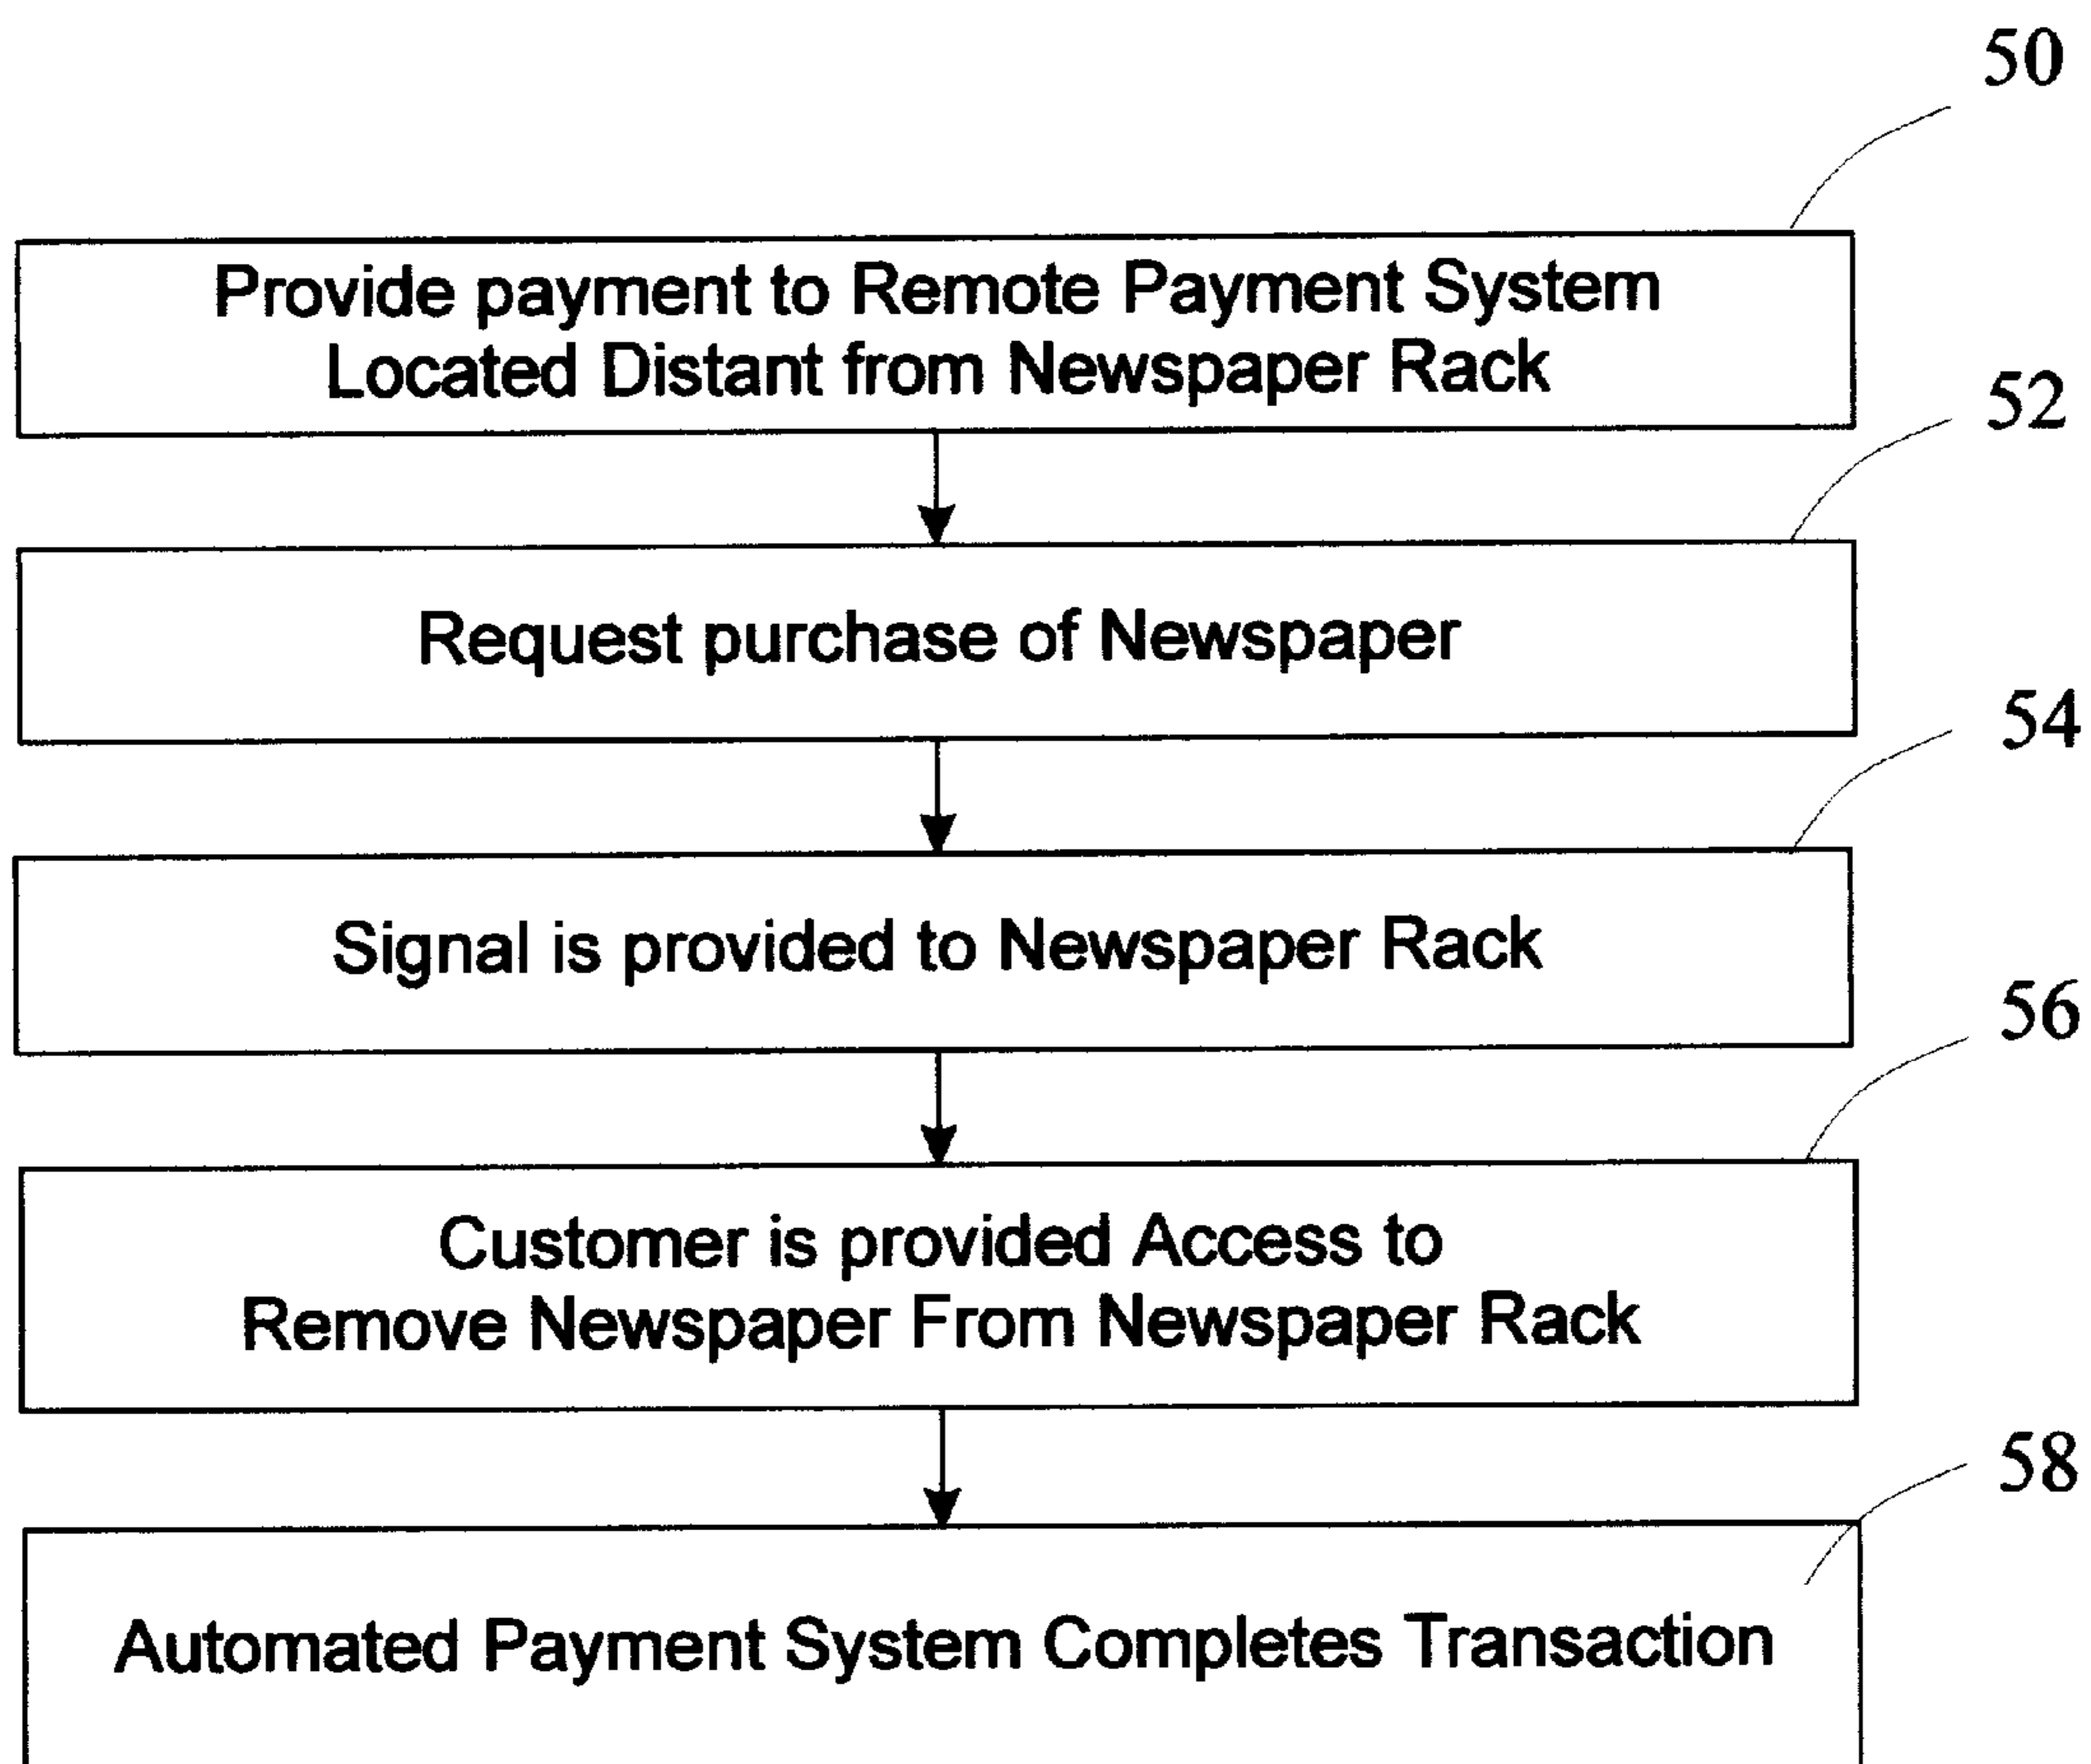 50
Provide payment to Remote Payment System
Located Distant from Newspaper Rack
52
Request purchase of Newspaper
54
Signal is provided to Newspaper Rack
56
Customer is provided Access to
Remove Newspaper From Newspaper Rack
58
Automated Payment System Completes Transaction